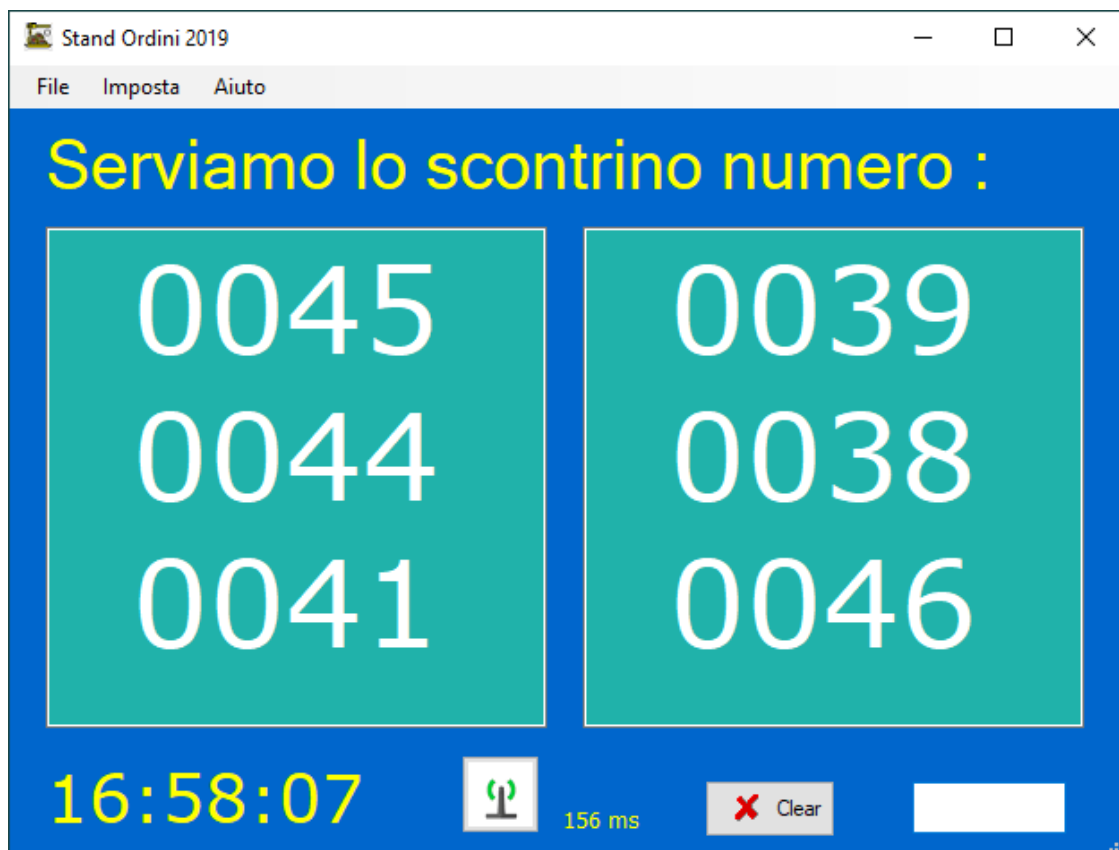 Stand Ordini 2019
File Imposta Aiuto
Serviamo lo scontrino numero :
0045
0044
0041
0039
0038
0046
16:58:07
156 ms
Clear